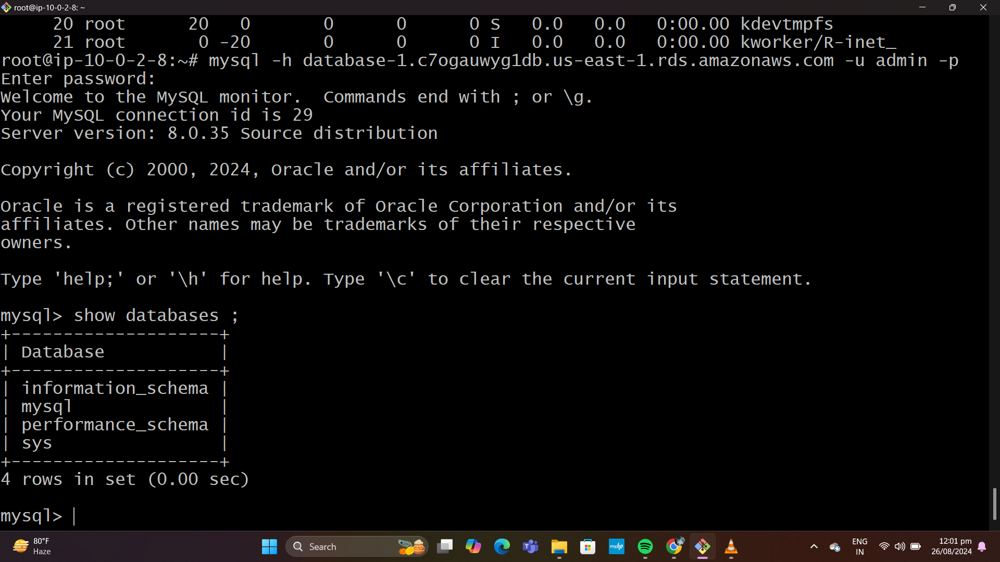 root@ip-10-0-2-8: ~
20 root 20 0 0 0 0 S 0.0 0.0 0:00.00 kdevtmpfs
21 root 0 -20 0 0 0 I 0.0 0.0 0:00.00 kworker/R-inet_
root@ip-10-0-2-8:~# mysql -h database-1.c7ogauwyg1db.us-east-1.rds.amazonaws.com -u admin -p
Enter password:
Welcome to the MySQL monitor.  Commands end with ; or \g.
Your MySQL connection id is 29
Server version: 8.0.35 Source distribution
Copyright (c) 2000, 2024, Oracle and/or its affiliates.
Oracle is a registered trademark of Oracle Corporation and/or its
affiliates. Other names may be trademarks of their respective
owners.
Type 'help;' or '\h' for help. Type '\c' to clear the current input statement.
mysql> show databases ;
+--------------------+
| Database           |
+--------------------+
| information_schema |
| mysql              |
| performance_schema |
| sys                |
+--------------------+
4 rows in set (0.00 sec)
mysql>
80°F
Haze
Search
myhp
ENG
IN
12:01 pm
26/08/2024